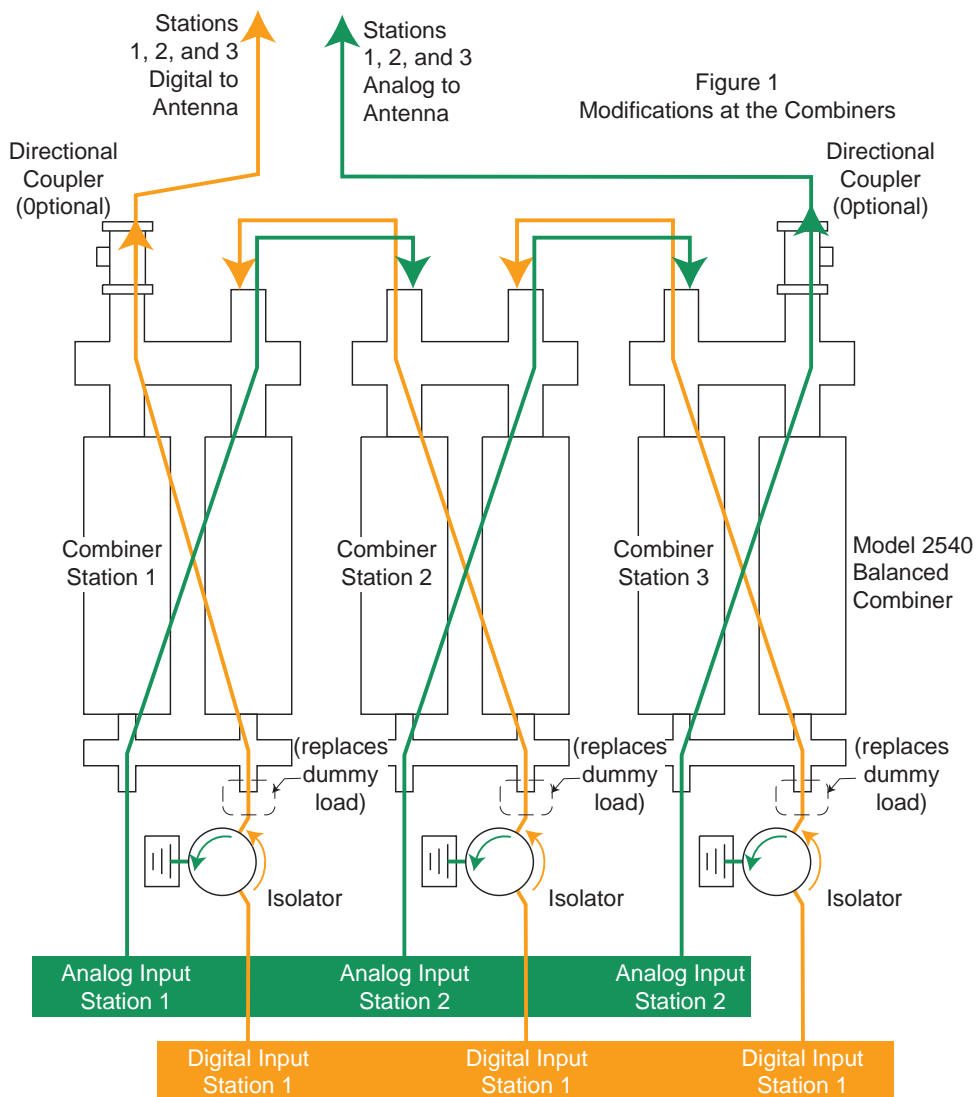 Stations
1, 2, and 3
Digital to
Antenna
Stations
1, 2, and 3
Analog to
Antenna
Figure 1
Modifications at the Combiners
Directional
Coupler
(0ptional)
Directional
Coupler
(0ptional)
Combiner
Station 1
Combiner
Station 2
Combiner
Station 3
Model 2540
Balanced
Combiner
(replaces
dummy
load)
(replaces
dummy
load)
(replaces
dummy
load)
Isolator
Isolator
Isolator
Analog Input
Station 1
Analog Input
Station 2
Analog Input
Station 2
Digital Input
Station 1
Digital Input
Station 1
Digital Input
Station 1